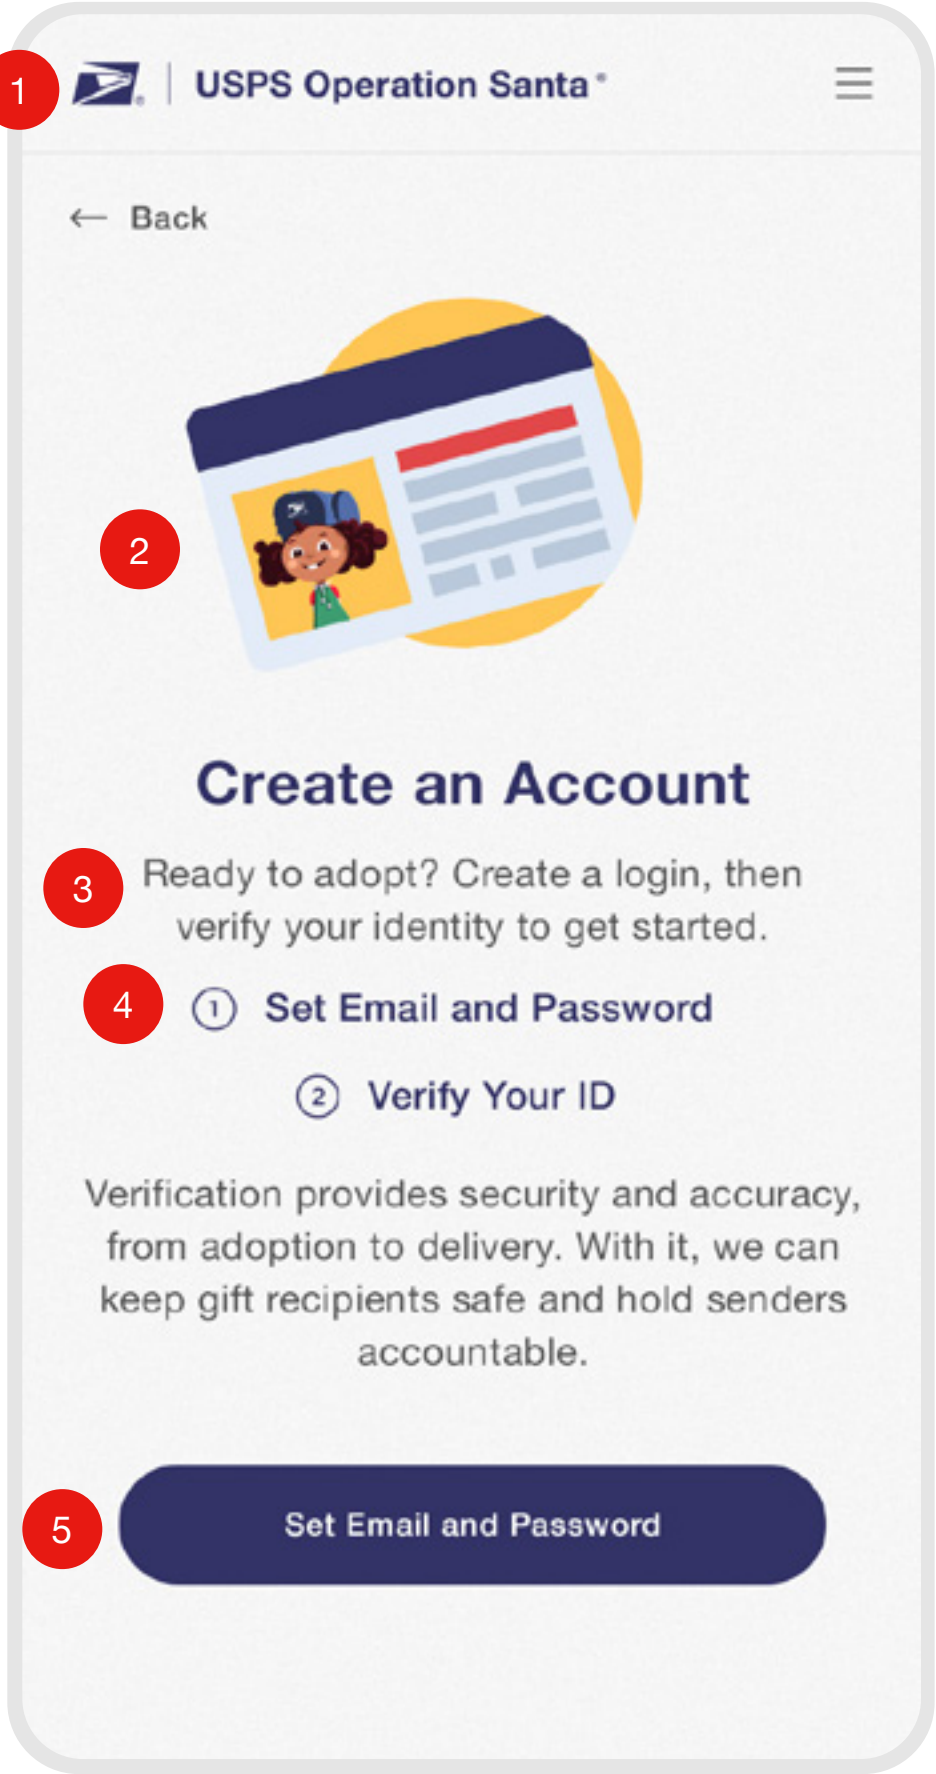 1
USPS Operation Santa®
← Back
2
Create an Account
3
Ready to adopt? Create a login, then
verify your identity to get started.
4
1 Set Email and Password
2 Verify Your ID
Verification provides security and accuracy,
from adoption to delivery. With it, we can
keep gift recipients safe and hold senders
accountable.
5
Set Email and Password